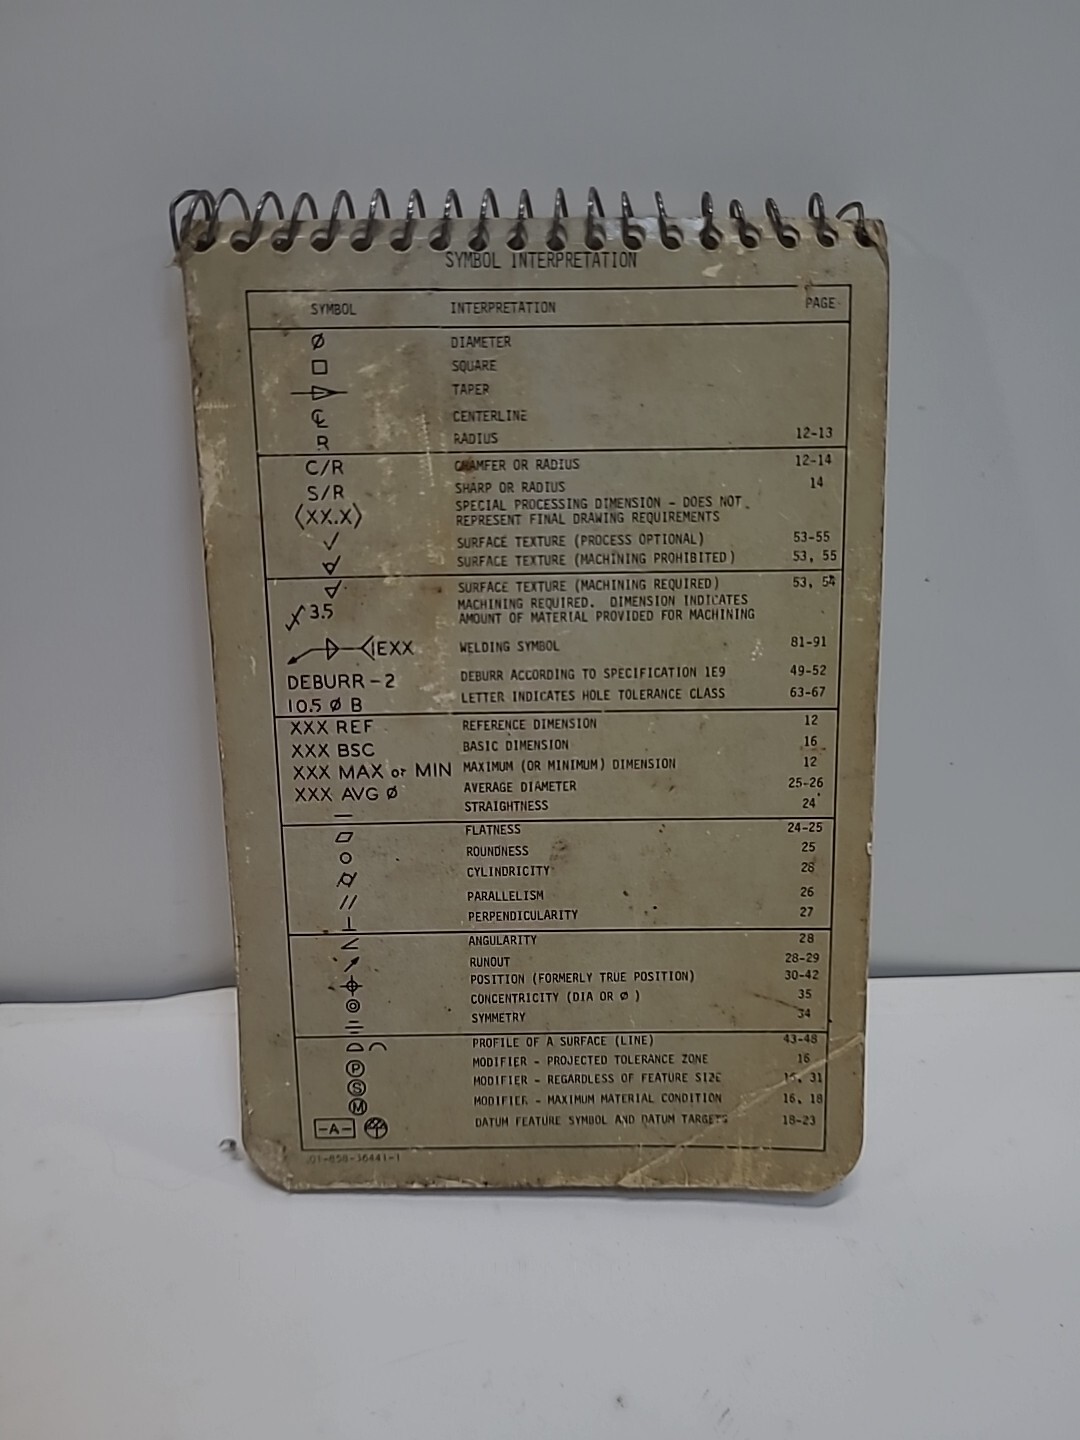 SYMBOL INTERPRETATION
SYMBOL INTERPRETATION PAGE
Ø DIAMETER
□ SQUARE
TAPER
℄ CENTERLINE
R RADIUS 12-13
C/R CHAMFER OR RADIUS 12-14
S/R SHARP OR RADIUS 14
⟨XX.X⟩ SPECIAL PROCESSING DIMENSION - DOES NOT
REPRESENT FINAL DRAWING REQUIREMENTS
√ SURFACE TEXTURE (PROCESS OPTIONAL) 53-55
SURFACE TEXTURE (MACHINING PROHIBITED) 53, 55
SURFACE TEXTURE (MACHINING REQUIRED) 53, 54
3.5 MACHINING REQUIRED. DIMENSION INDICATES
AMOUNT OF MATERIAL PROVIDED FOR MACHINING
1EXX WELDING SYMBOL 81-91
DEBURR-2 DEBURR ACCORDING TO SPECIFICATION 1E9 49-52
10.5 Ø B LETTER INDICATES HOLE TOLERANCE CLASS 63-67
XXX REF REFERENCE DIMENSION 12
XXX BSC BASIC DIMENSION 16
XXX MAX or MIN MAXIMUM (OR MINIMUM) DIMENSION 12
XXX AVG Ø AVERAGE DIAMETER 25-26
— STRAIGHTNESS 24
▱ FLATNESS 24-25
○ ROUNDNESS 25
⌭ CYLINDRICITY 28
// PARALLELISM 26
⊥ PERPENDICULARITY 27
∠ ANGULARITY 28
↗ RUNOUT 28-29
⌖ POSITION (FORMERLY TRUE POSITION) 30-42
◎ CONCENTRICITY (DIA OR Ø) 35
⌯ SYMMETRY 34
⌓ ⌒ PROFILE OF A SURFACE (LINE) 43-48
Ⓟ MODIFIER - PROJECTED TOLERANCE ZONE 16
Ⓢ MODIFIER - REGARDLESS OF FEATURE SIZE 16, 31
Ⓜ MODIFIER - MAXIMUM MATERIAL CONDITION 16, 18
-A- DATUM FEATURE SYMBOL AND DATUM TARGETS 18-23
01-858-36441-1